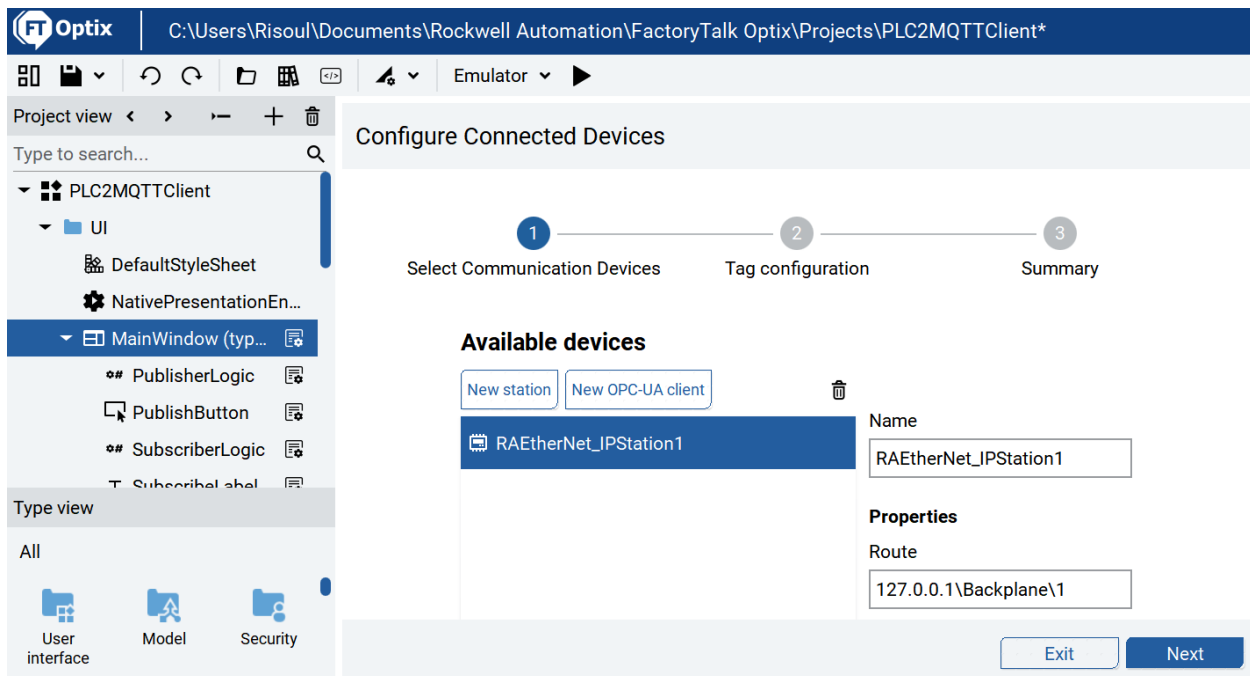 FT Optix
C:\Users\Risoul\Documents\Rockwell Automation\FactoryTalk Optix\Projects\PLC2MQTTClient*
Emulator
Project view
Type to search...
PLC2MQTTClient
UI
DefaultStyleSheet
NativePresentationEn...
MainWindow (typ...
PublisherLogic
PublishButton
SubscriberLogic
SubscribeLabel
Type view
All
User interface
Model
Security
Configure Connected Devices
1
2
3
Select Communication Devices
Tag configuration
Summary
Available devices
New station
New OPC-UA client
RAEtherNet_IPStation1
Name
RAEtherNet_IPStation1
Properties
Route
127.0.0.1\Backplane\1
Exit
Next